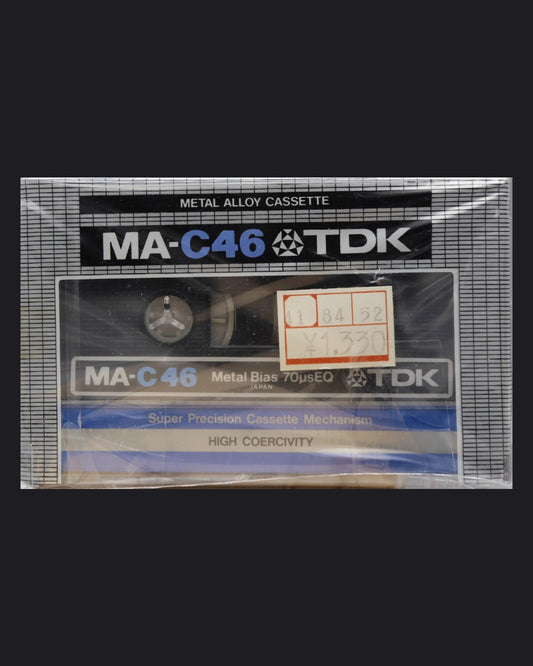 METAL ALLOY CASSETTE
MA-C46 TDK
11 84 52
¥1,330
MA-C46 Metal Bias 70µsEQ TDK
JAPAN
Super Precision Cassette Mechanism
HIGH COERCIVITY